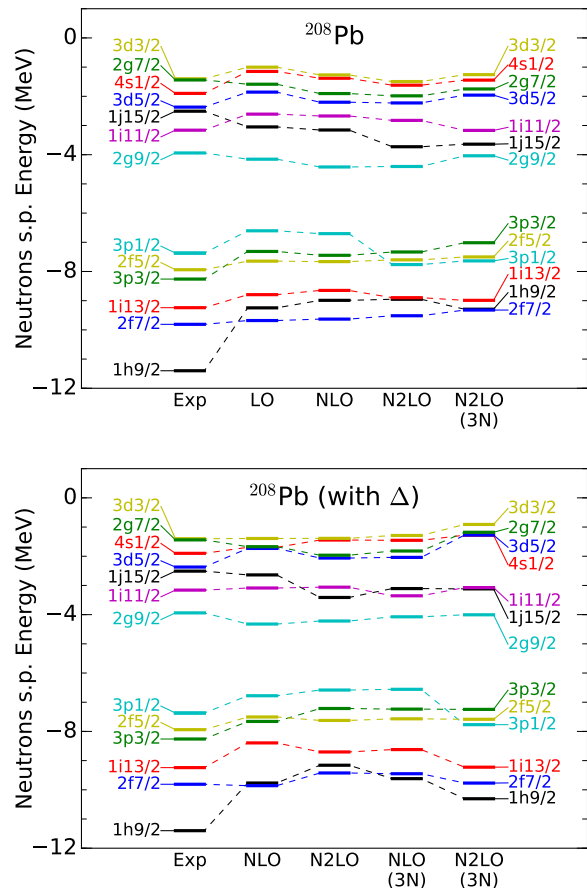 ²⁰⁸Pb
Neutrons s.p. Energy (MeV)
0
−4
−8
−12
3d3/2
2g7/2
4s1/2
3d5/2
1j15/2
1i11/2
2g9/2
3p1/2
2f5/2
3p3/2
1i13/2
2f7/2
1h9/2
3d3/2
4s1/2
2g7/2
3d5/2
1i11/2
1j15/2
2g9/2
3p3/2
2f5/2
3p1/2
1i13/2
1h9/2
2f7/2
Exp LO NLO N2LO N2LO
(3N)
²⁰⁸Pb (with Δ)
Neutrons s.p. Energy (MeV)
0
−4
−8
−12
3d3/2
2g7/2
4s1/2
3d5/2
1j15/2
1i11/2
2g9/2
3p1/2
2f5/2
3p3/2
1i13/2
2f7/2
1h9/2
3d3/2
2g7/2
3d5/2
4s1/2
1i11/2
1j15/2
2g9/2
3p3/2
2f5/2
3p1/2
1i13/2
2f7/2
1h9/2
Exp NLO N2LO NLO N2LO
(3N) (3N)